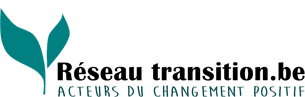 Réseau transition.be
ACTEURS DU CHANGEMENT POSITIF